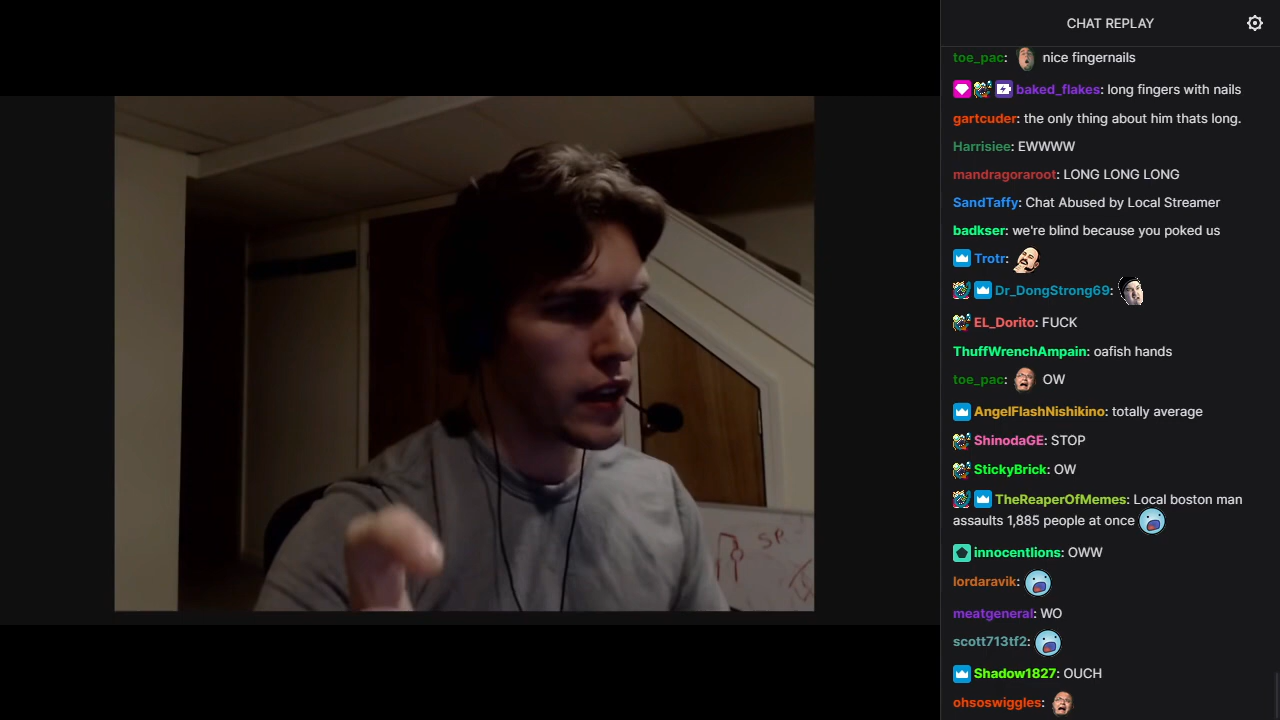 CHAT REPLAY
toe_pac: nice fingernails
baked_flakes: long fingers with nails
gartcuder: the only thing about him thats long.
Harrisiee: EWWWW
mandragoraroot: LONG LONG LONG
SandTaffy: Chat Abused by Local Streamer
badkser: we're blind because you poked us
Trotr:
Dr_DongStrong69:
EL_Dorito: FUCK
ThuffWrenchAmpain: oafish hands
toe_pac: OW
AngelFlashNishikino: totally average
ShinodaGE: STOP
StickyBrick: OW
TheReaperOfMemes: Local boston man
assaults 1,885 people at once
innocentlions: OWW
lordaravik:
meatgeneral: WO
scott713tf2:
Shadow1827: OUCH
ohsoswiggles: